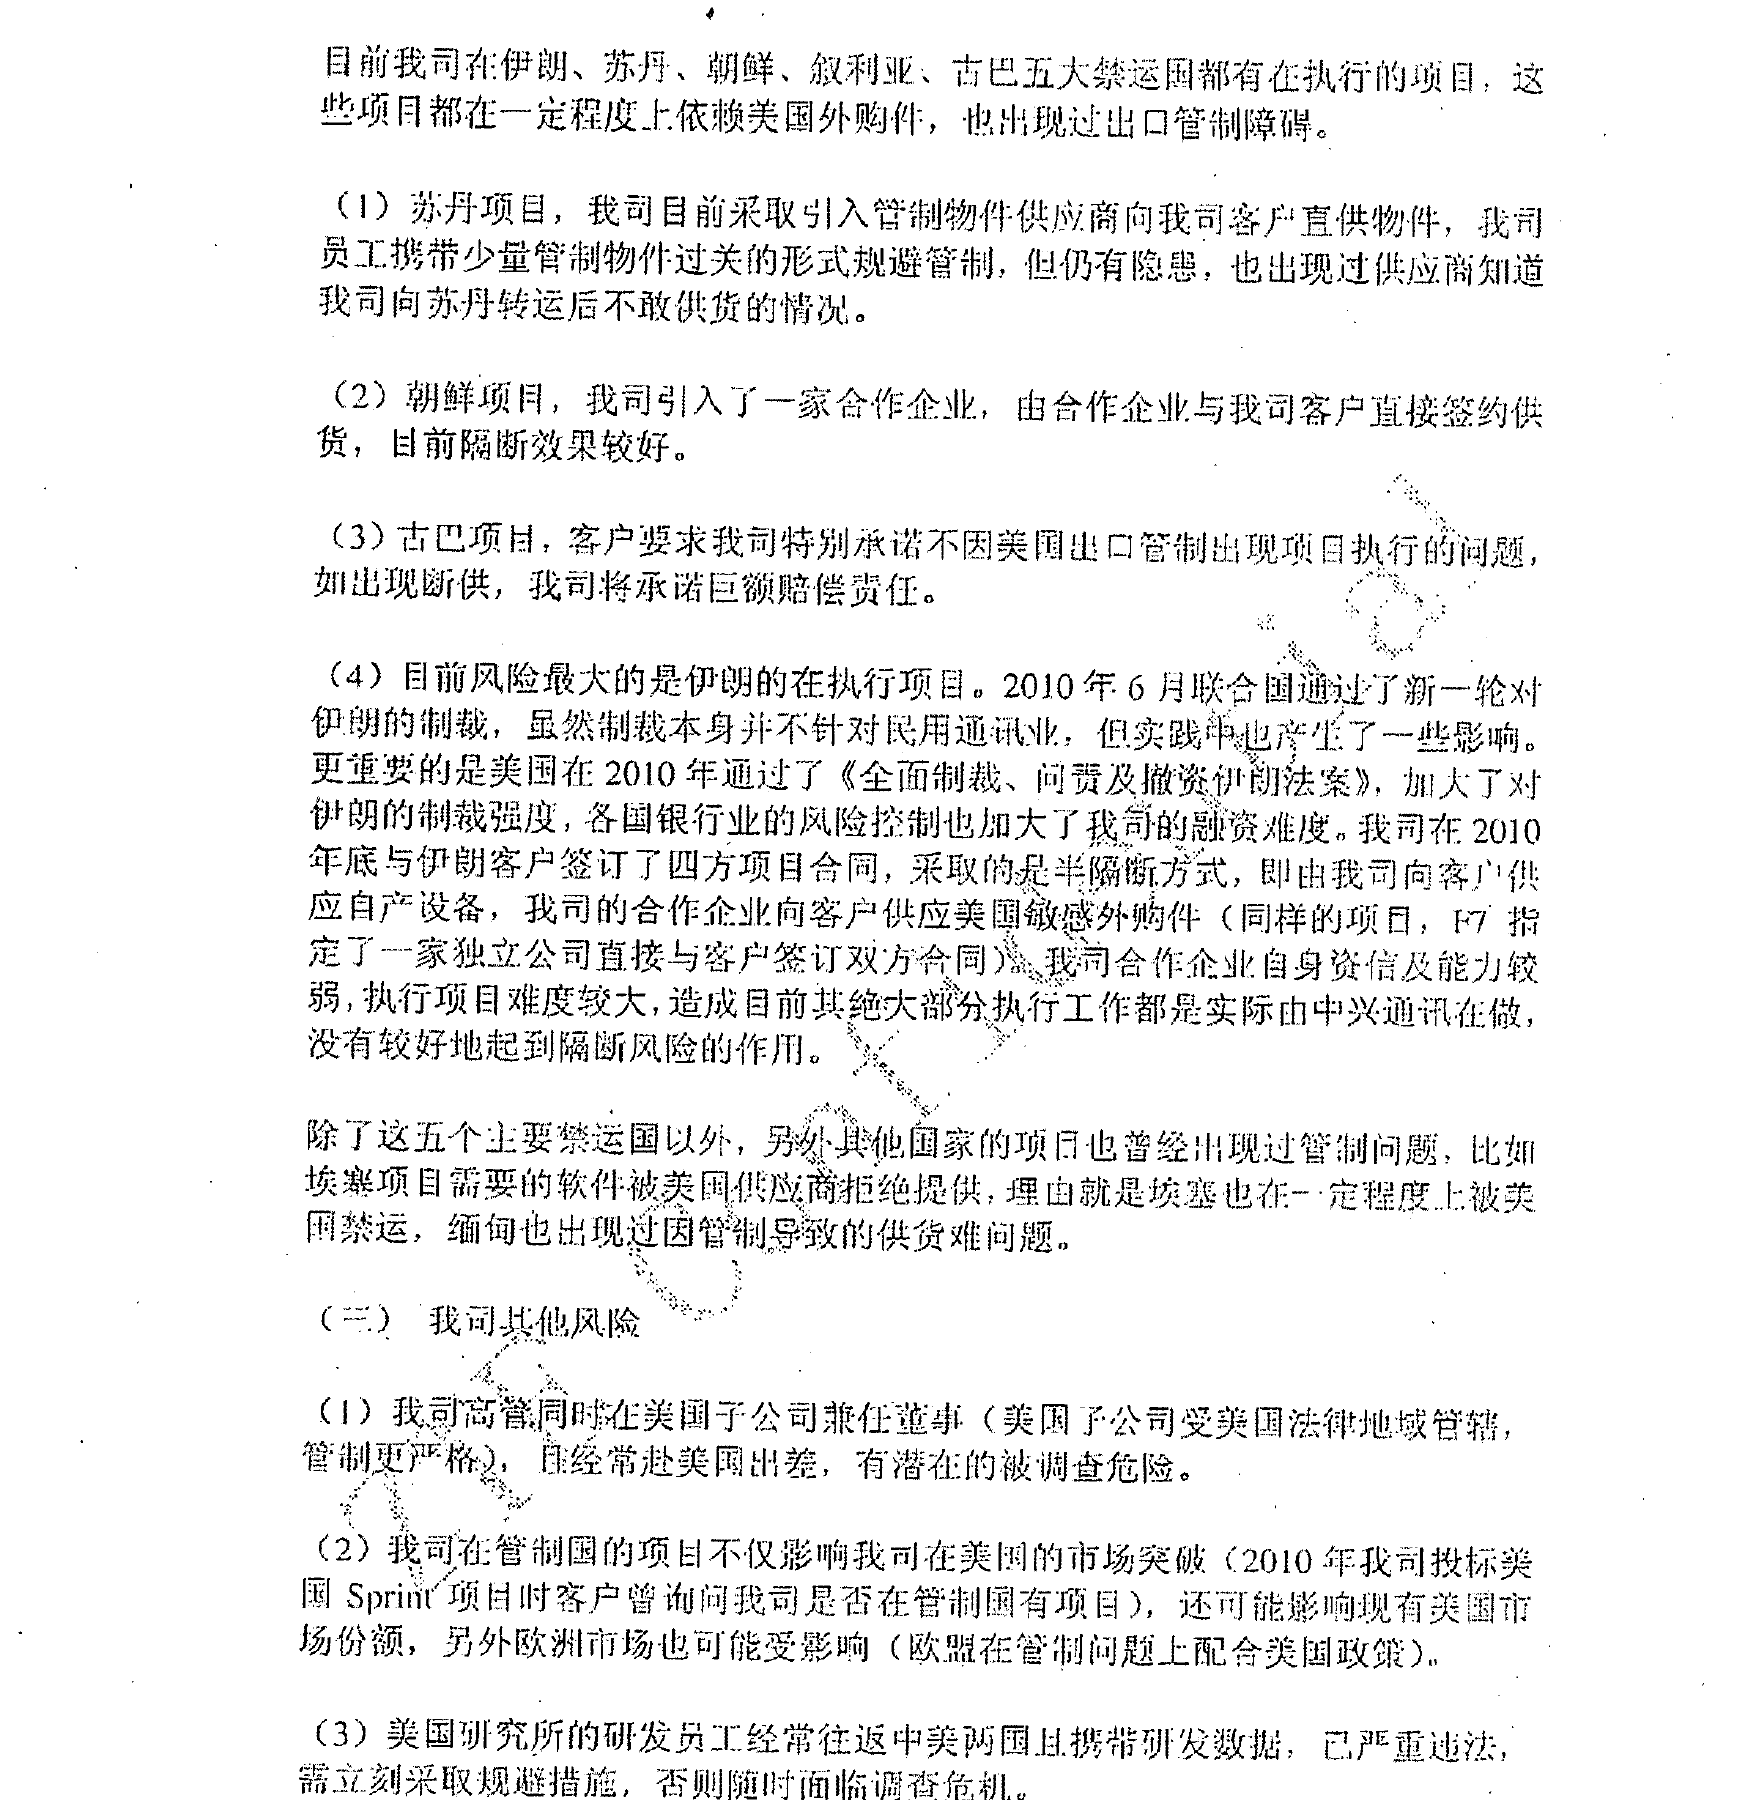 目前我司在伊朗、苏丹、朝鲜、叙利亚、古巴五大禁运国都有在执行的项目，这
些项目都在一定程度上依赖美国外购件，也出现过出口管制障碍。
（1）苏丹项目，我司目前采取引入管制物件供应商向我司客户直供物件，我司
员工携带少量管制物件过关的形式规避管制，但仍有隐患，也出现过供应商知道
我司向苏丹转运后不敢供货的情况。
（2）朝鲜项目，我司引入了一家合作企业，由合作企业与我司客户直接签约供
货，目前隔断效果较好。
（3）古巴项目，客户要求我司特别承诺不因美国出口管制出现项目执行的问题，
如出现断供，我司将承诺巨额赔偿责任。
（4）目前风险最大的是伊朗的在执行项目。2010 年 6 月联合国通过了新一轮对
伊朗的制裁，虽然制裁本身并不针对民用通讯业，但实践中也产生了一些影响。
更重要的是美国在 2010 年通过了《全面制裁、问责及撤资伊朗法案》，加大了对
伊朗的制裁强度，各国银行业的风险控制也加大了我司的融资难度。我司在 2010
年底与伊朗客户签订了四方项目合同，采取的是半隔断方式，即由我司向客户供
应自产设备，我司的合作企业向客户供应美国敏感外购件（同样的项目，F7 指
定了一家独立公司直接与客户签订双方合同）。我司合作企业自身资信及能力较
弱，执行项目难度较大，造成目前其绝大部分执行工作都是实际由中兴通讯在做，
没有较好地起到隔断风险的作用。
除了这五个主要禁运国以外，另外其他国家的项目也曾经出现过管制问题，比如
埃塞项目需要的软件被美国供应商拒绝提供，理由就是埃塞也在一定程度上被美
国禁运，缅甸也出现过因管制导致的供货难问题。
（三） 我司其他风险
（1）我司高管同时在美国子公司兼任董事（美国子公司受美国法律地域管辖，
管制更严格），且经常赴美国出差，有潜在的被调查危险。
（2）我司在管制国的项目不仅影响我司在美国的市场突破（2010 年我司投标美
国 Sprint 项目时客户曾询问我司是否在管制国有项目），还可能影响现有美国市
场份额，另外欧洲市场也可能受影响（欧盟在管制问题上配合美国政策）。
（3）美国研究所的研发员工经常往返中美两国且携带研发数据，已严重违法，
需立刻采取规避措施，否则随时面临调查危机。